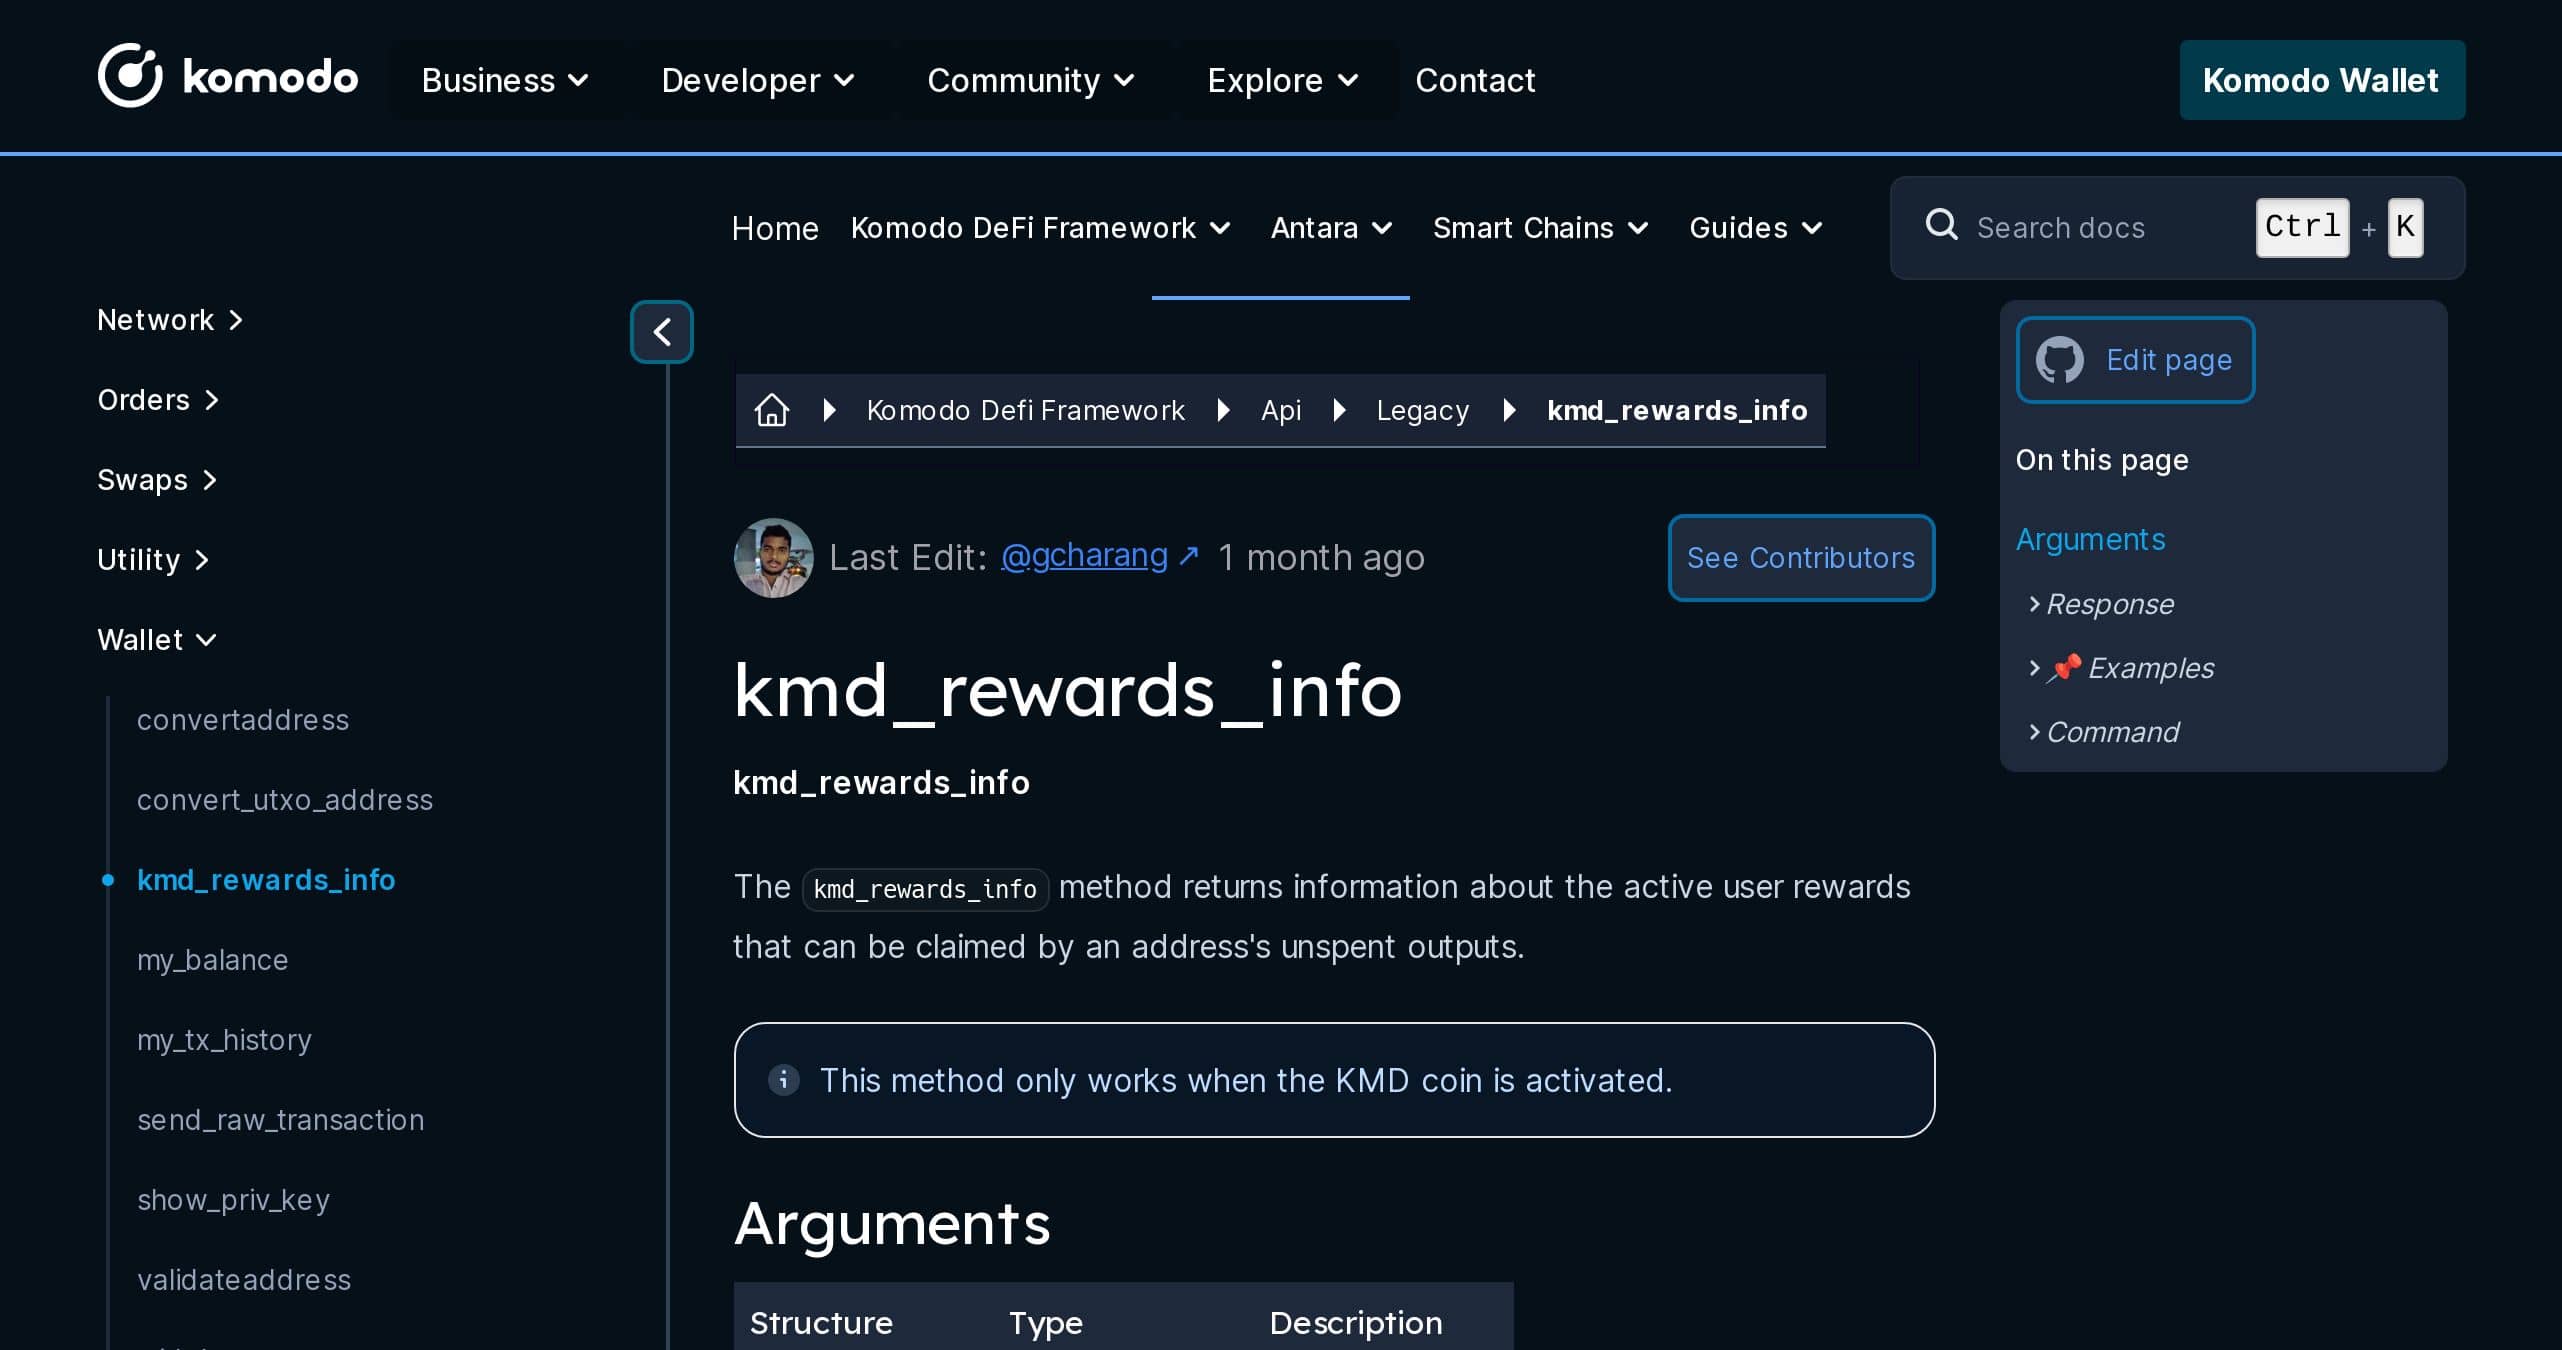 komodo
Business
Developer
Community
Explore
Contact
Komodo Wallet
Home
Komodo DeFi Framework
Antara
Smart Chains
Guides
Search docs
Ctrl + K
Network
Orders
Swaps
Utility
Wallet
convertaddress
convert_utxo_address
kmd_rewards_info
my_balance
my_tx_history
send_raw_transaction
show_priv_key
validateaddress
Komodo Defi Framework
Api
Legacy
kmd_rewards_info
Last Edit: @gcharang ↗ 1 month ago
See Contributors
kmd_rewards_info
kmd_rewards_info
The kmd_rewards_info method returns information about the active user rewards
that can be claimed by an address's unspent outputs.
This method only works when the KMD coin is activated.
Arguments
Structure Type Description
Edit page
On this page
Arguments
Response
📌 Examples
Command